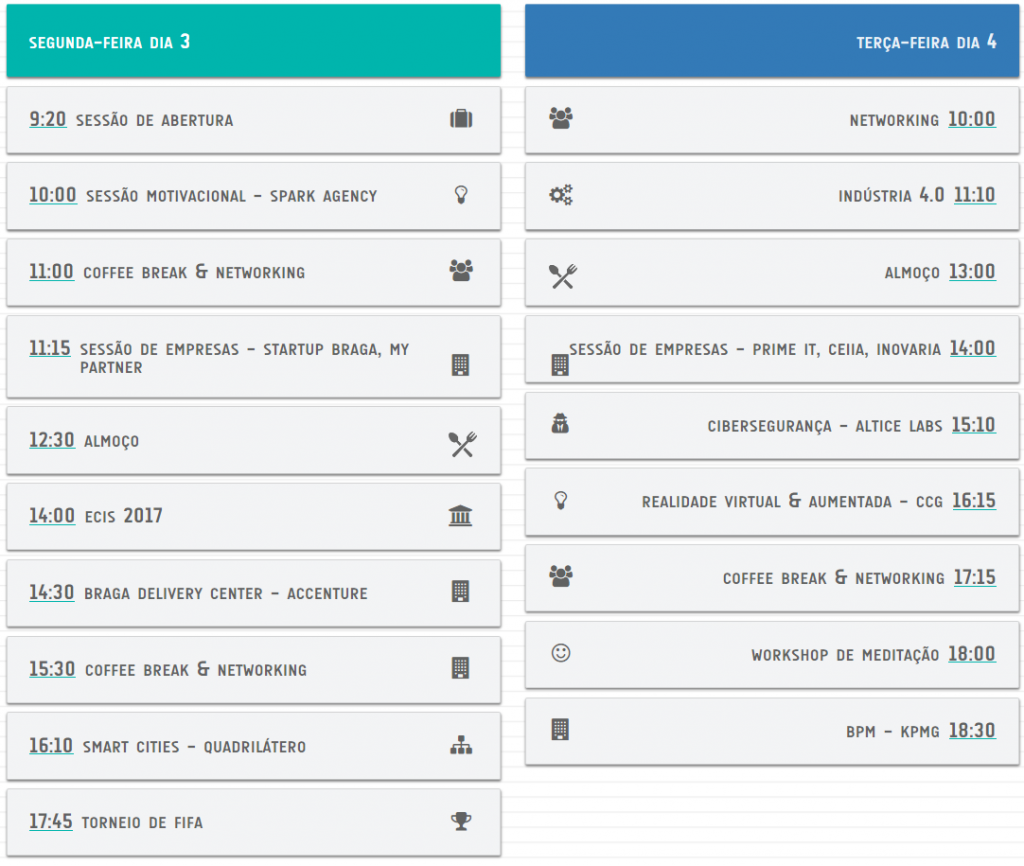 SEGUNDA-FEIRA DIA 3
9:20 SESSÃO DE ABERTURA
10:00 SESSÃO MOTIVACIONAL - SPARK AGENCY
11:00 COFFEE BREAK & NETWORKING
11:15 SESSÃO DE EMPRESAS - STARTUP BRAGA, MY
PARTNER
12:30 ALMOÇO
14:00 ECIS 2017
14:30 BRAGA DELIVERY CENTER - ACCENTURE
15:30 COFFEE BREAK & NETWORKING
16:10 SMART CITIES - QUADRILÁTERO
17:45 TORNEIO DE FIFA
TERÇA-FEIRA DIA 4
NETWORKING 10:00
INDÚSTRIA 4.0 11:10
ALMOÇO 13:00
SESSÃO DE EMPRESAS - PRIME IT, CEIIA, INOVARIA 14:00
CIBERSEGURANÇA - ALTICE LABS 15:10
REALIDADE VIRTUAL & AUMENTADA - CCG 16:15
COFFEE BREAK & NETWORKING 17:15
WORKSHOP DE MEDITAÇÃO 18:00
BPM - KPMG 18:30